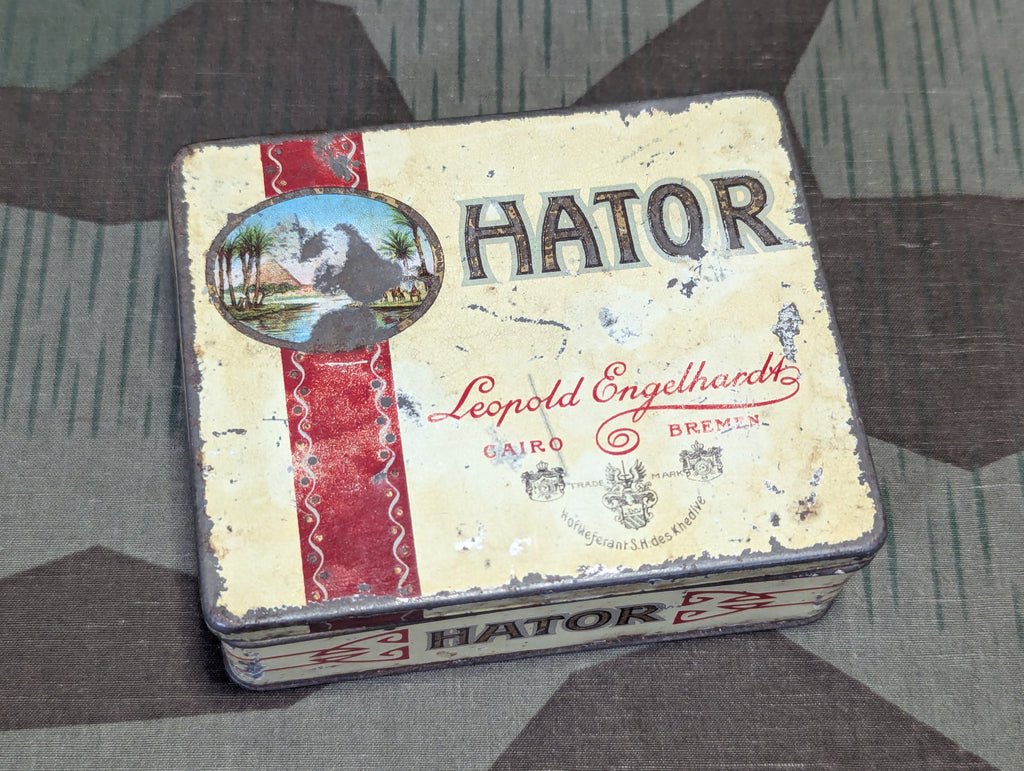 HATOR
Leopold Engelhardt
CAIRO BREMEN
TRADE MARK
Hoflieferant S.H. des Khedive
HATOR